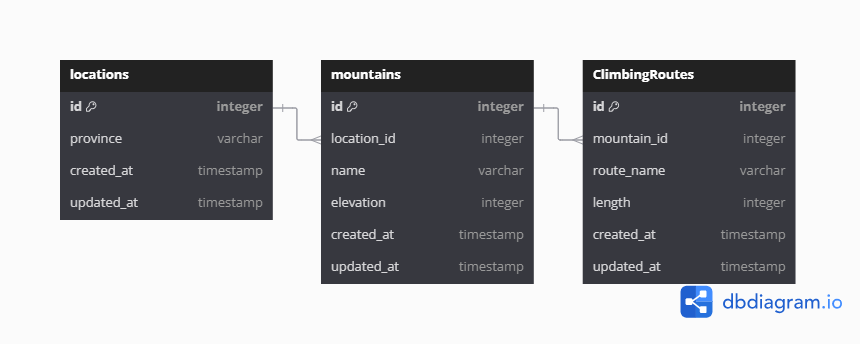 locations
id integer
province varchar
created_at timestamp
updated_at timestamp
mountains
id integer
location_id integer
name varchar
elevation integer
created_at timestamp
updated_at timestamp
ClimbingRoutes
id integer
mountain_id integer
route_name varchar
length integer
created_at timestamp
updated_at timestamp
dbdiagram.io